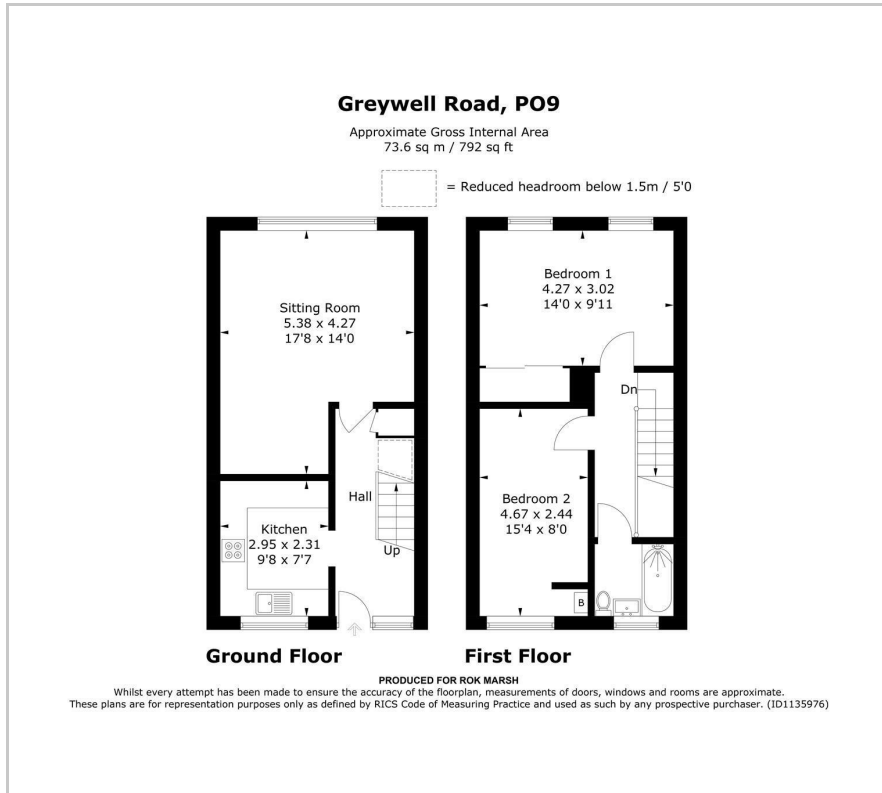 Greywell Road, PO9
Approximate Gross Internal Area
73.6 sq m / 792 sq ft
= Reduced headroom below 1.5m / 5'0
Sitting Room
5.38 x 4.27
17'8 x 14'0
Hall
Up
Kitchen
2.95 x 2.31
9'8 x 7'7
Ground Floor
Bedroom 1
4.27 x 3.02
14'0 x 9'11
Dn
Bedroom 2
4.67 x 2.44
15'4 x 8'0
B
First Floor
PRODUCED FOR ROK MARSH
Whilst every attempt has been made to ensure the accuracy of the floorplan, measurements of doors, windows and rooms are approximate.
These plans are for representation purposes only as defined by RICS Code of Measuring Practice and used as such by any prospective purchaser. (ID1135976)